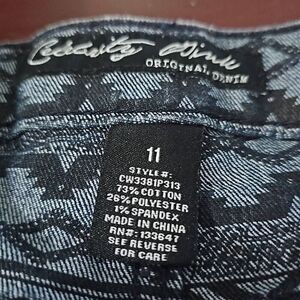 Celebrity Pink
ORIGINAL DENIM
11
STYLE#:
CW3381P313
73% COTTON
26% POLYESTER
1% SPANDEX
MADE IN CHINA
RN#: 133647
SEE REVERSE
FOR CARE